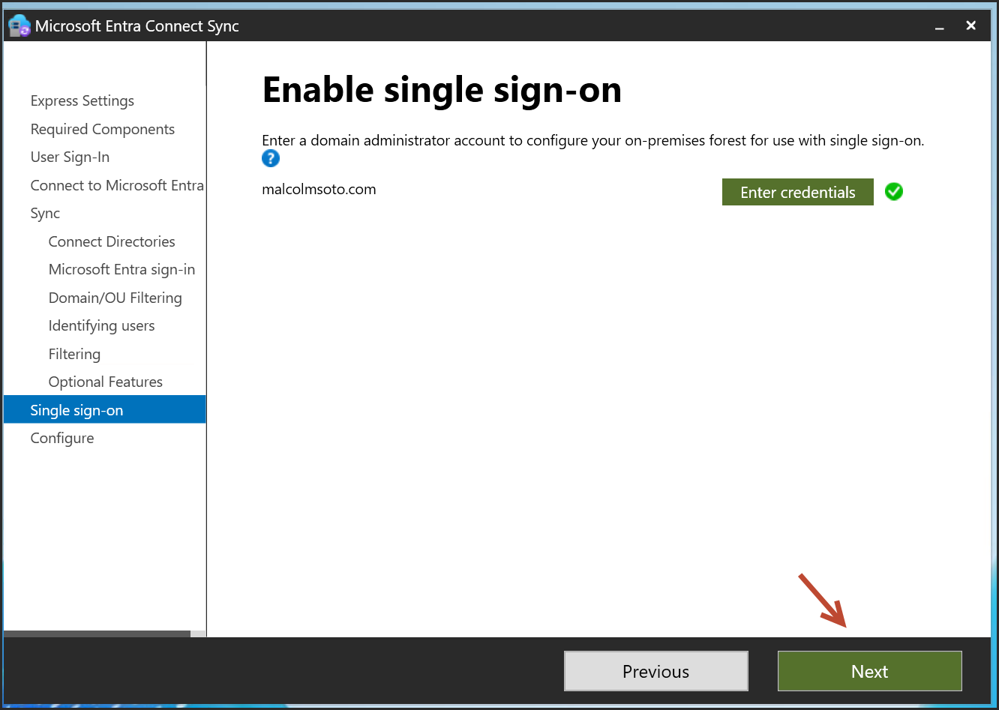 Microsoft Entra Connect Sync
Express Settings
Required Components
User Sign-In
Connect to Microsoft Entra
Sync
Connect Directories
Microsoft Entra sign-in
Domain/OU Filtering
Identifying users
Filtering
Optional Features
Single sign-on
Configure
Enable single sign-on
Enter a domain administrator account to configure your on-premises forest for use with single sign-on.
?
malcolmsoto.com
Enter credentials
Previous
Next